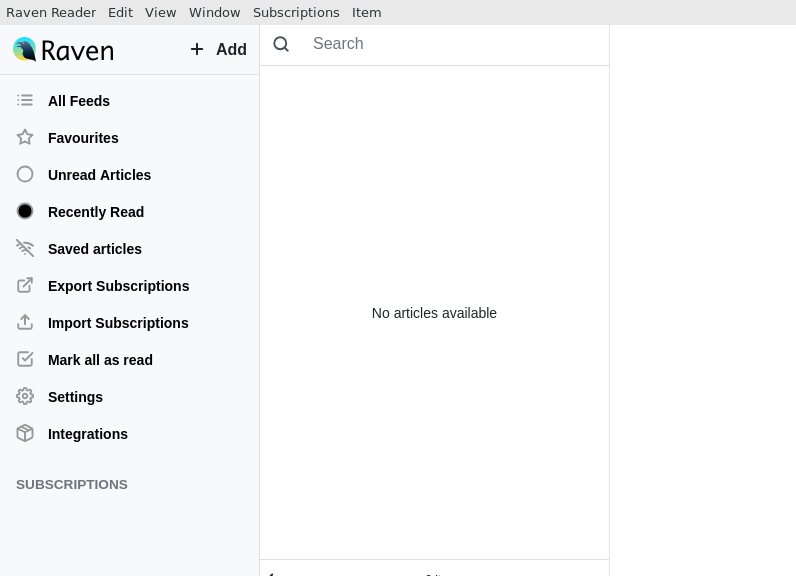 Raven Reader Edit View Window Subscriptions Item
Raven
+ Add
Search
All Feeds
Favourites
Unread Articles
Recently Read
Saved articles
Export Subscriptions
Import Subscriptions
Mark all as read
Settings
Integrations
SUBSCRIPTIONS
No articles available